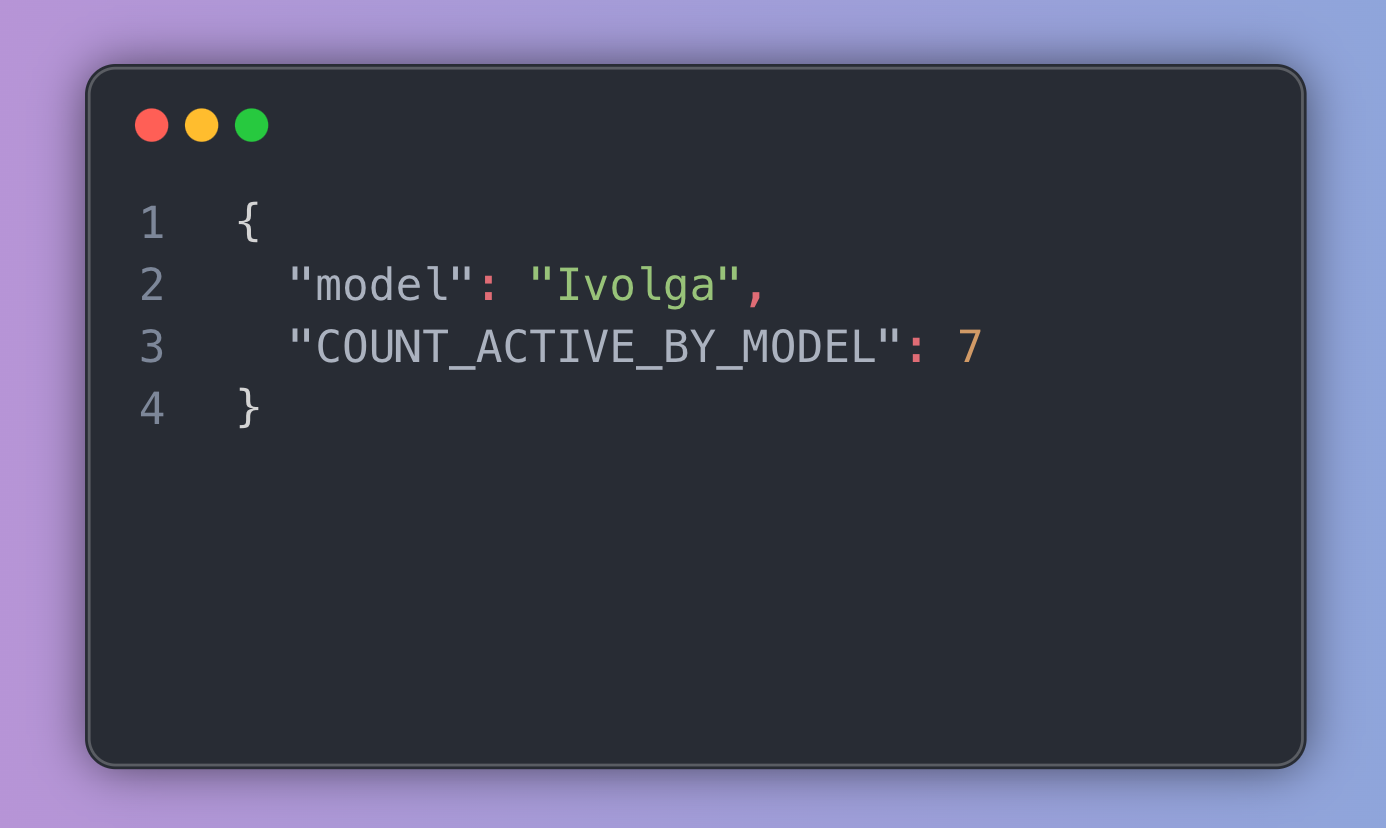 1 {
2   "model": "Ivolga",
3   "COUNT_ACTIVE_BY_MODEL": 7
4 }